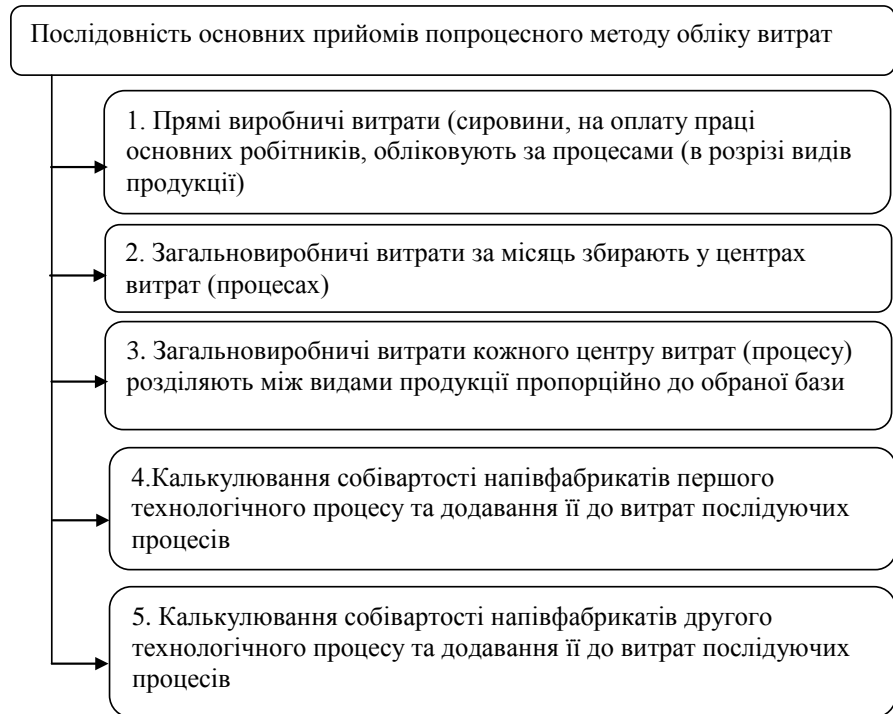 Послідовність основних прийомів попроцесного методу обліку витрат
1. Прямі виробничі витрати (сировини, на оплату праці
основних робітників, обліковують за процесами (в розрізі видів
продукції)
2. Загальновиробничі витрати за місяць збирають у центрах
витрат (процесах)
3. Загальновиробничі витрати кожного центру витрат (процесу)
розділяють між видами продукції пропорційно до обраної бази
4.Калькулювання собівартості напівфабрикатів першого
технологічного процесу та додавання її до витрат послідуючих
процесів
5. Калькулювання собівартості напівфабрикатів другого
технологічного процесу та додавання її до витрат послідуючих
процесів